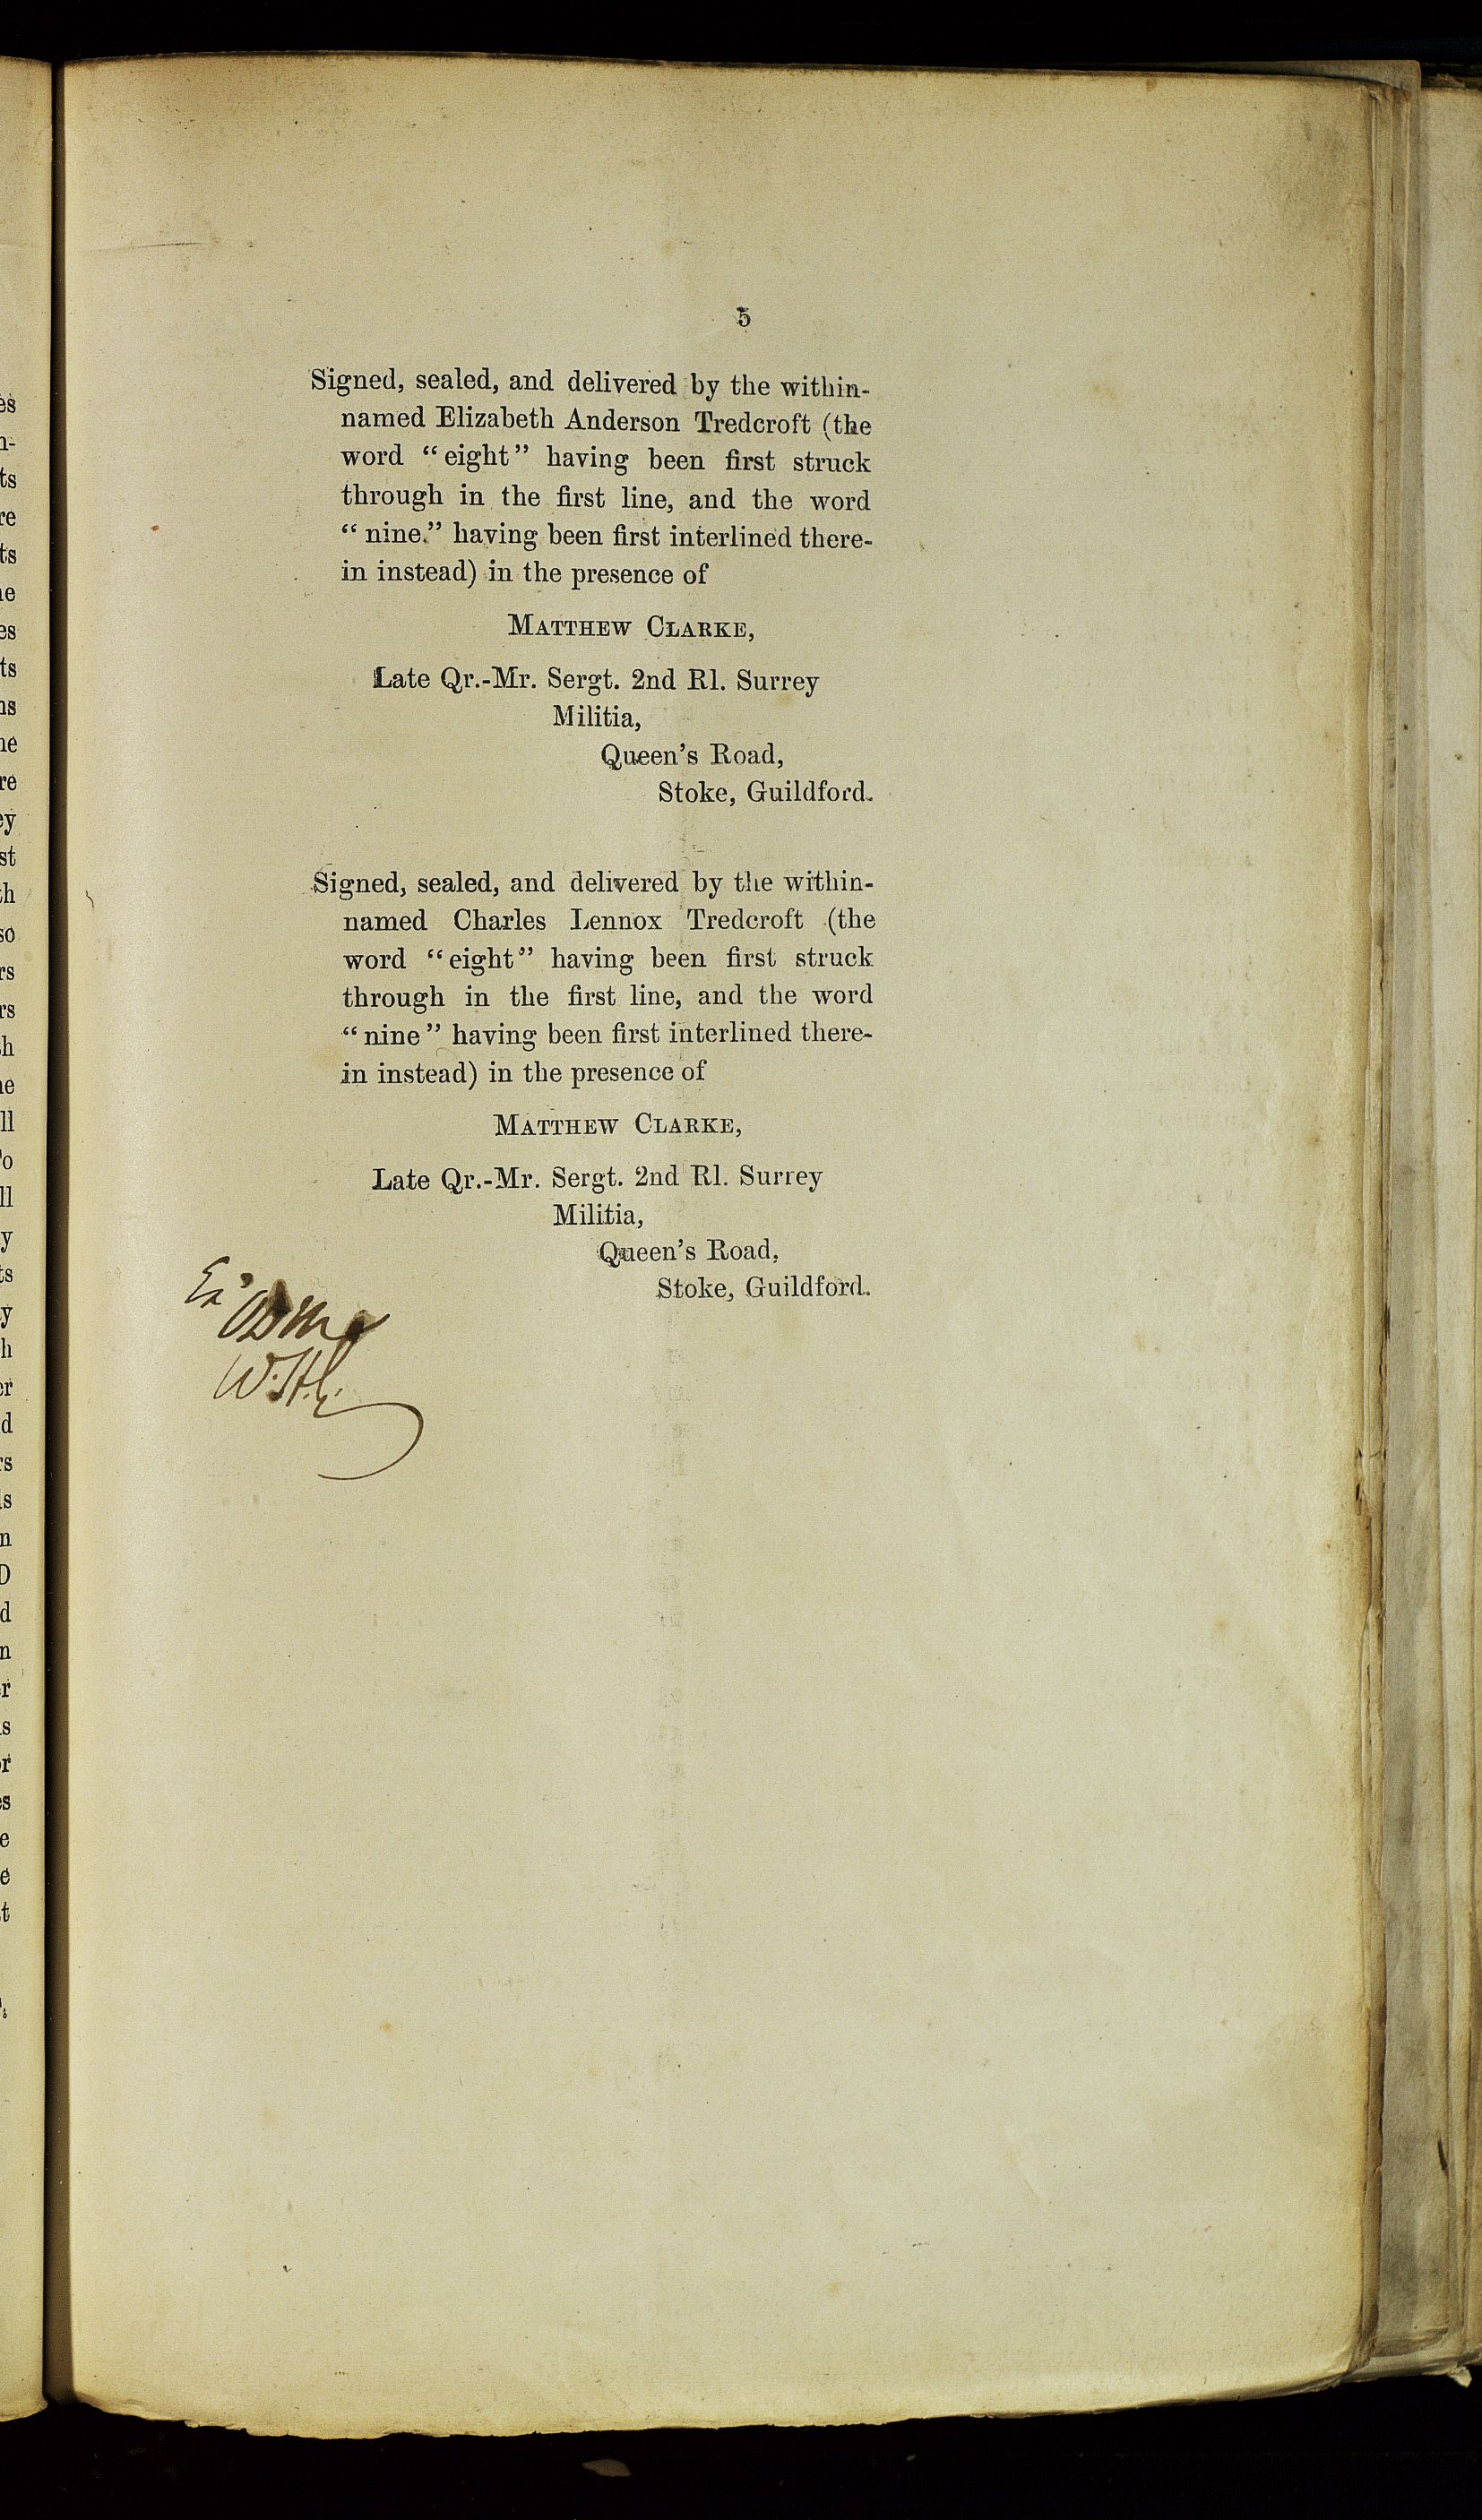 5
Signed, sealed, and delivered by the within-
named Elizabeth Anderson Tredcroft (the
word “eight” having been first struck
through in the first line, and the word
“nine.” having been first interlined there-
in instead) in the presence of
MATTHEW CLARKE,
Late Qr.-Mr. Sergt. 2nd Rl. Surrey
Militia,
Queen's Road,
Stoke, Guildford.
Signed, sealed, and delivered by the within-
named Charles Lennox Tredcroft (the
word “eight” having been first struck
through in the first line, and the word
“nine” having been first interlined there-
in instead) in the presence of
MATTHEW CLARKE,
Late Qr.-Mr. Sergt. 2nd Rl. Surrey
Militia,
Queen's Road,
Stoke, Guildford.
Exd